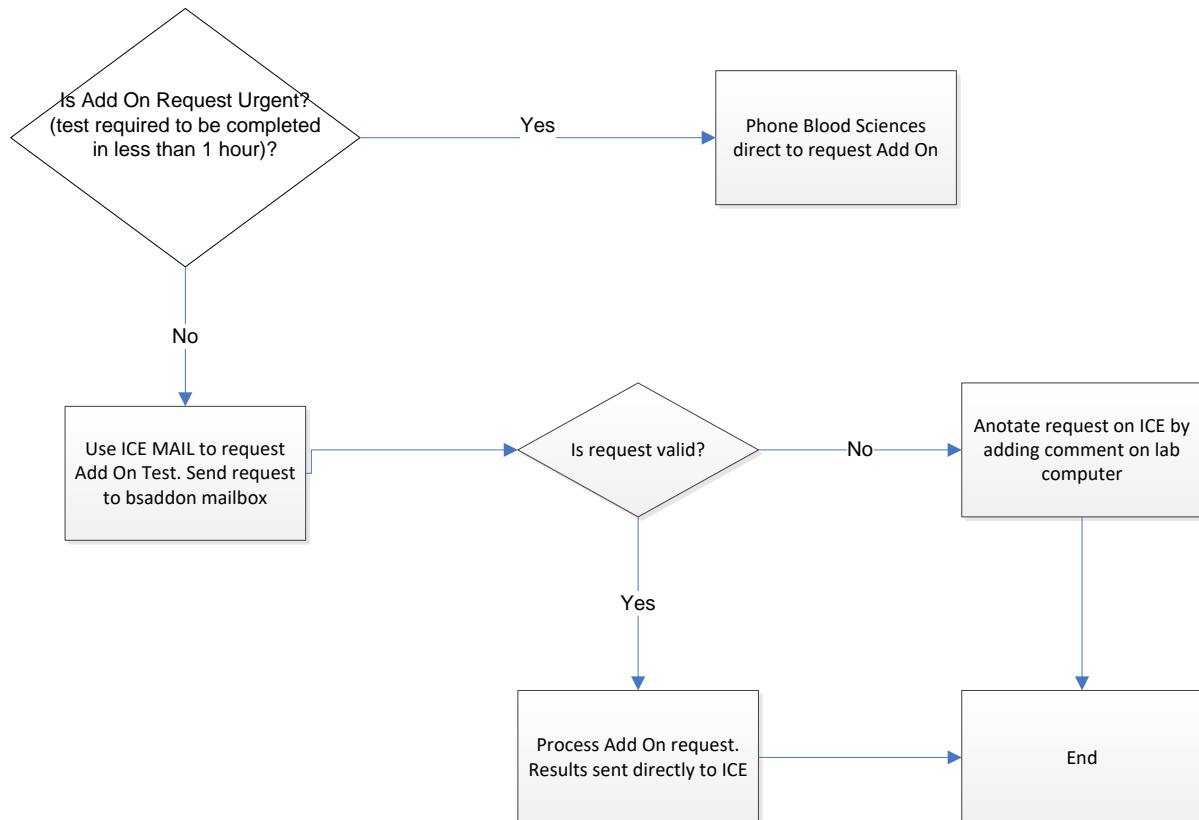 Is Add On Request Urgent?
(test required to be completed
in less than 1 hour)?
Yes
Phone Blood Sciences
direct to request Add On
No
Use ICE MAIL to request
Add On Test. Send request
to bsaddon mailbox
Is request valid?
No
Anotate request on ICE by
adding comment on lab
computer
Yes
Process Add On request.
Results sent directly to ICE
End